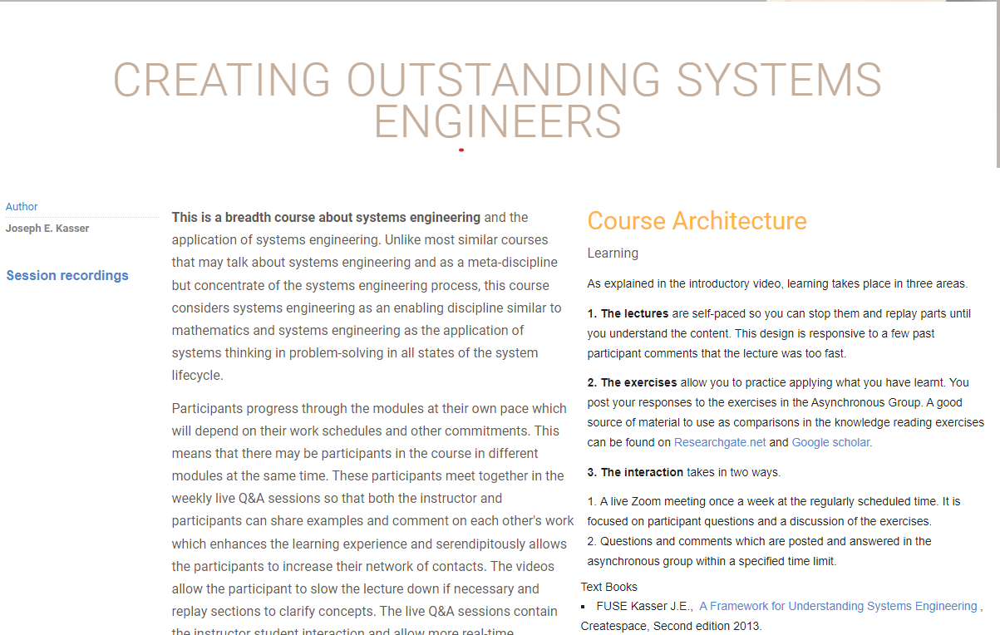 CREATING OUTSTANDING SYSTEMS
ENGINEERS
Author
Joseph E. Kasser
Session recordings
This is a breadth course about systems engineering and the
application of systems engineering. Unlike most similar courses
that may talk about systems engineering and as a meta-discipline
but concentrate of the systems engineering process, this course
considers systems engineering as an enabling discipline similar to
mathematics and systems engineering as the application of
systems thinking in problem-solving in all states of the system
lifecycle.
Participants progress through the modules at their own pace which
will depend on their work schedules and other commitments. This
means that there may be participants in the course in different
modules at the same time. These participants meet together in the
weekly live Q&A sessions so that both the instructor and
participants can share examples and comment on each other's work
which enhances the learning experience and serendipitously allows
the participants to increase their network of contacts. The videos
allow the participant to slow the lecture down if necessary and
replay sections to clarify concepts. The live Q&A sessions contain
the instructor student interaction and allow more real-time
Course Architecture
Learning
As explained in the introductory video, learning takes place in three areas.
1. The lectures are self-paced so you can stop them and replay parts until
you understand the content. This design is responsive to a few past
participant comments that the lecture was too fast.
2. The exercises allow you to practice applying what you have learnt. You
post your responses to the exercises in the Asynchronous Group. A good
source of material to use as comparisons in the knowledge reading exercises
can be found on Researchgate.net and Google scholar.
3. The interaction takes in two ways.
1. A live Zoom meeting once a week at the regularly scheduled time. It is
focused on participant questions and a discussion of the exercises.
2. Questions and comments which are posted and answered in the
asynchronous group within a specified time limit.
Text Books
▪ FUSE Kasser J.E., A Framework for Understanding Systems Engineering ,
Createspace, Second edition 2013.